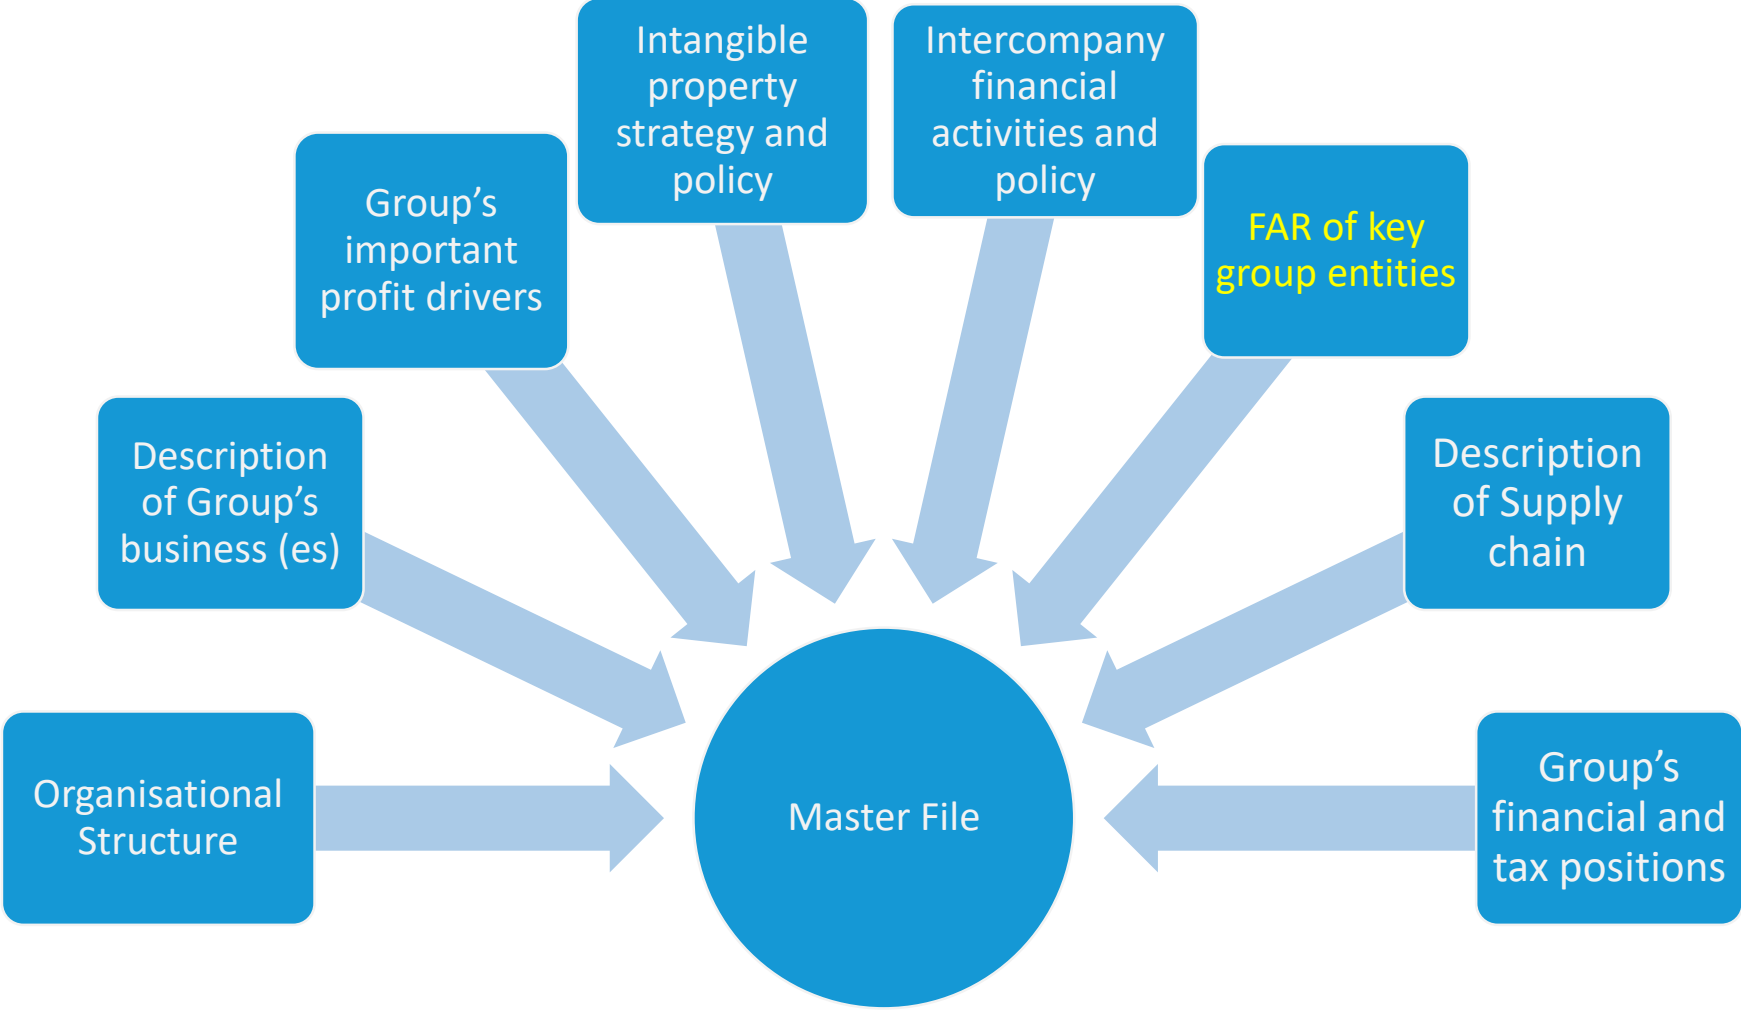 Intangible
property
strategy and
policy
Intercompany
financial
activities and
policy
Group’s
important
profit drivers
FAR of key
group entities
Description
of Group’s
business (es)
Description
of Supply
chain
Organisational
Structure
Master File
Group’s
financial and
tax positions